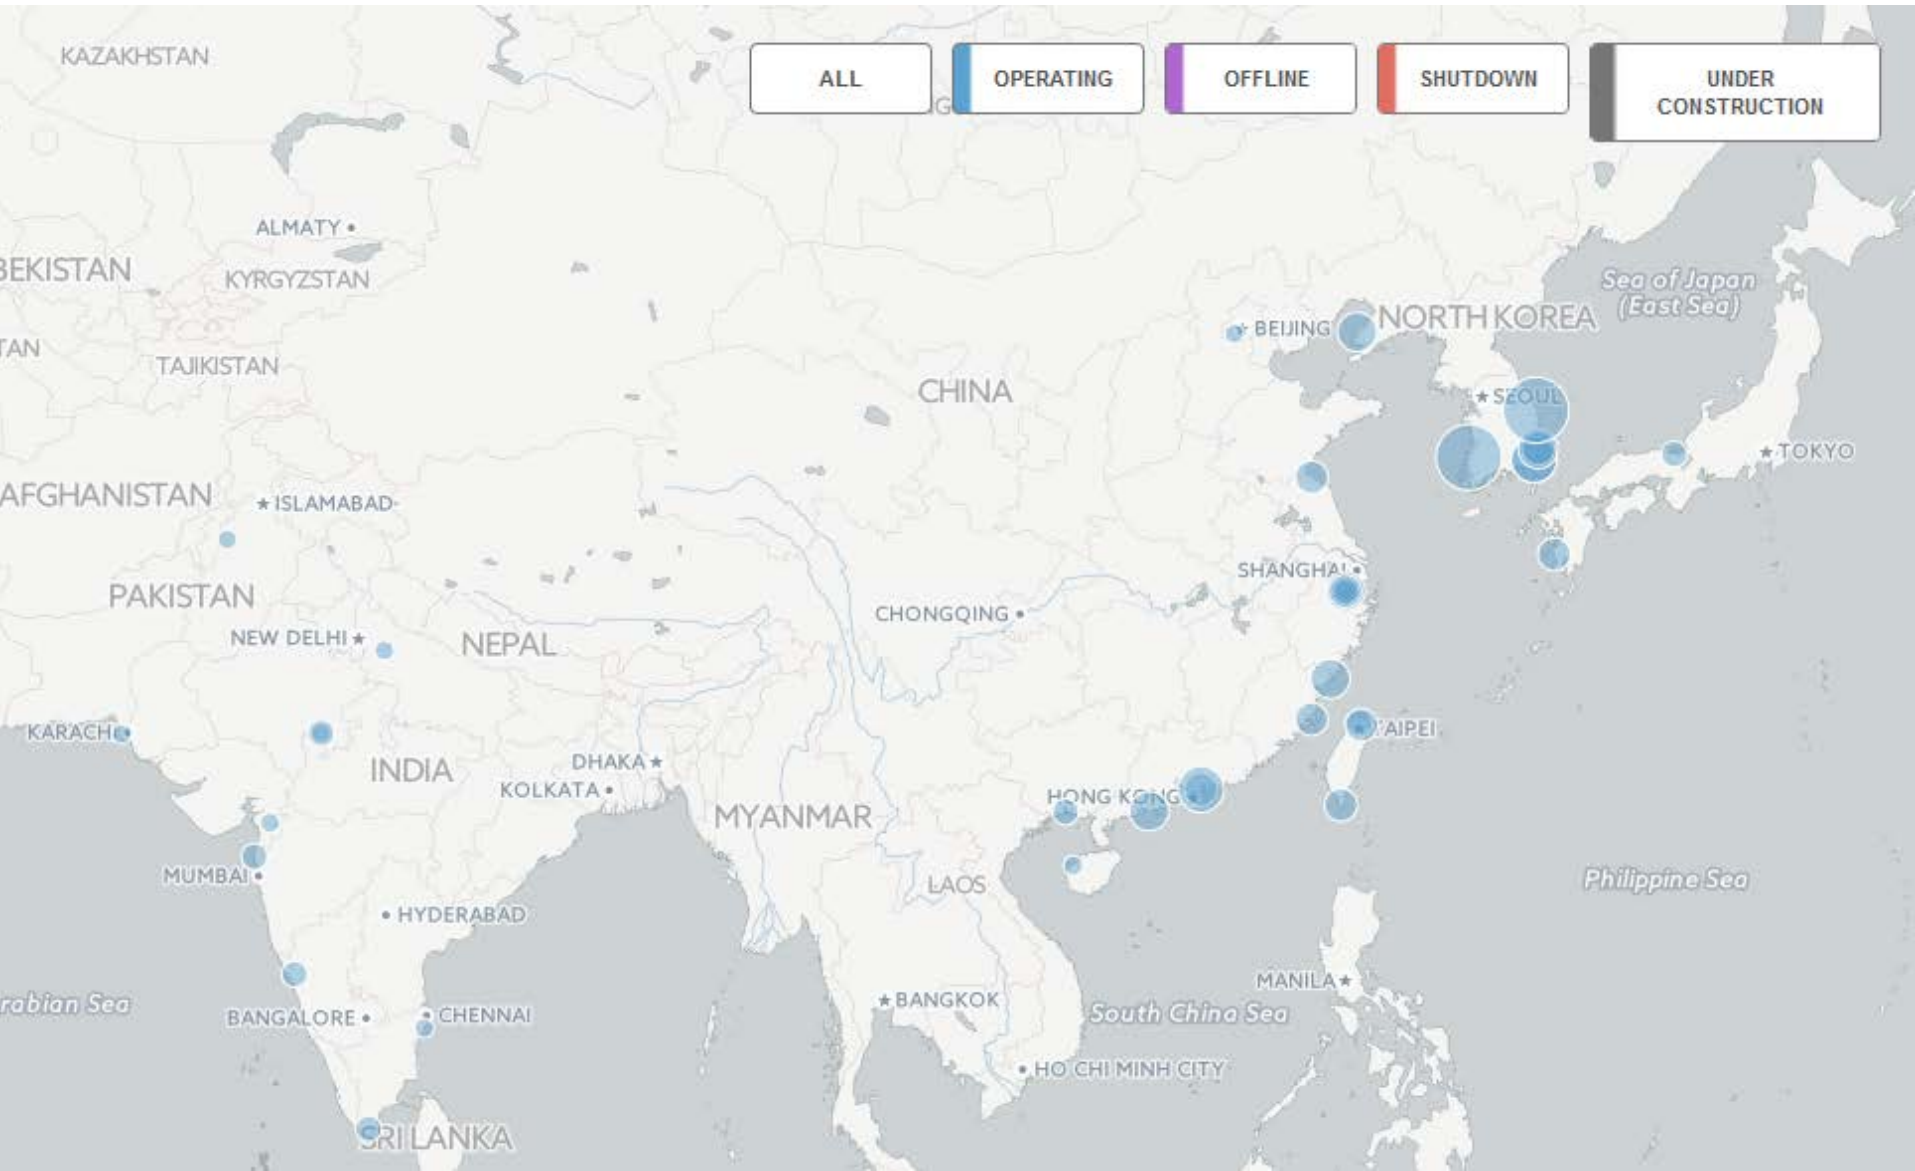 KAZAKHSTAN
ALL
OPERATING
OFFLINE
SHUTDOWN
UNDER
CONSTRUCTION
ALMATY
BEKISTAN
KYRGYZSTAN
Sea of Japan
(East Sea)
BEIJING
NORTH KOREA
TAN
TAJIKISTAN
CHINA
SEOUL
TOKYO
AFGHANISTAN
ISLAMABAD
SHANGHAI
PAKISTAN
CHONGQING
NEW DELHI
NEPAL
KARACHI
TAIPEI
DHAKA
INDIA
KOLKATA
HONG KONG
MYANMAR
MUMBAI
LAOS
Philippine Sea
HYDERABAD
MANILA
rabian Sea
BANGKOK
South China Sea
BANGALORE
CHENNAI
HO CHI MINH CITY
SRI LANKA